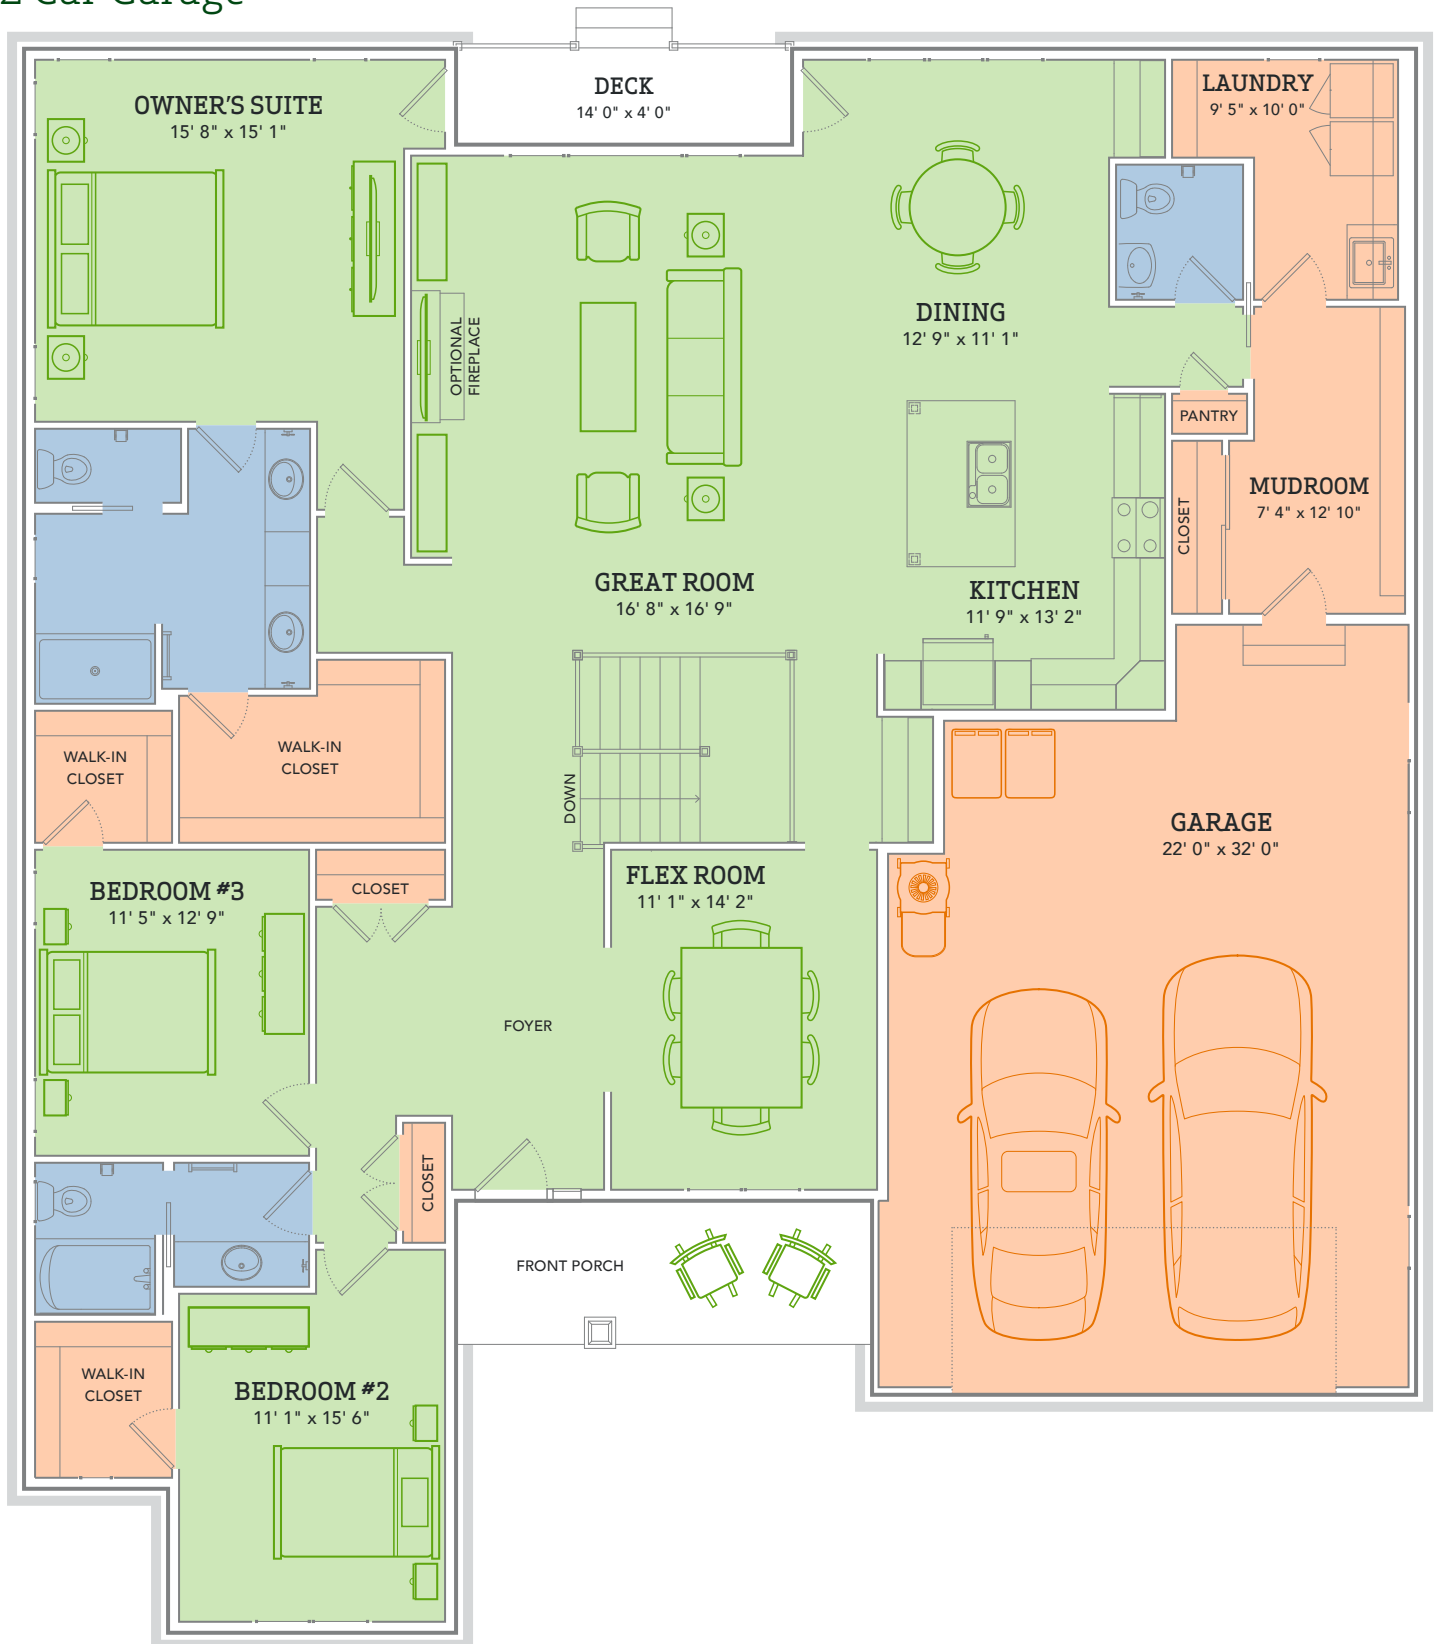 2 Car Garage
DECK
14' 0" x 4' 0"
LAUNDRY
9' 5" x 10' 0"
OWNER'S SUITE
15' 8" x 15' 1"
OPTIONAL
FIREPLACE
DINING
12' 9" x 11' 1"
PANTRY
MUDROOM
7' 4" x 12' 10"
CLOSET
GREAT ROOM
16' 8" x 16' 9"
KITCHEN
11' 9" x 13' 2"
WALK-IN
CLOSET
WALK-IN
CLOSET
DOWN
GARAGE
22' 0" x 32' 0"
BEDROOM #3
11' 5" x 12' 9"
CLOSET
FLEX ROOM
11' 1" x 14' 2"
FOYER
CLOSET
FRONT PORCH
WALK-IN
CLOSET
BEDROOM #2
11' 1" x 15' 6"